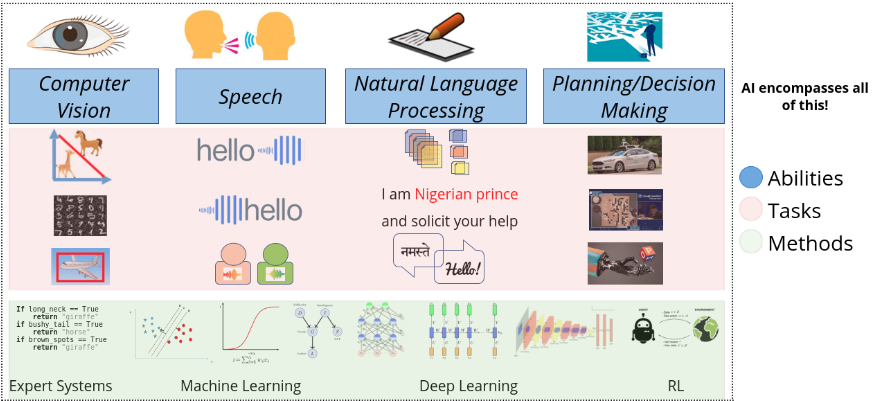 Computer
Vision
Speech
Natural Language
Processing
Planning/Decision
Making
AI encompasses all
of this!
hello
hello
I am Nigerian prince
and solicit your help
नमस्ते
Hello!
Abilities
Tasks
Methods
If long_neck == True
return "giraffe"
if bushy_tail == True
return "horse"
if brown_spots == True
return "giraffe"
Expert Systems
Machine Learning
Deep Learning
RL